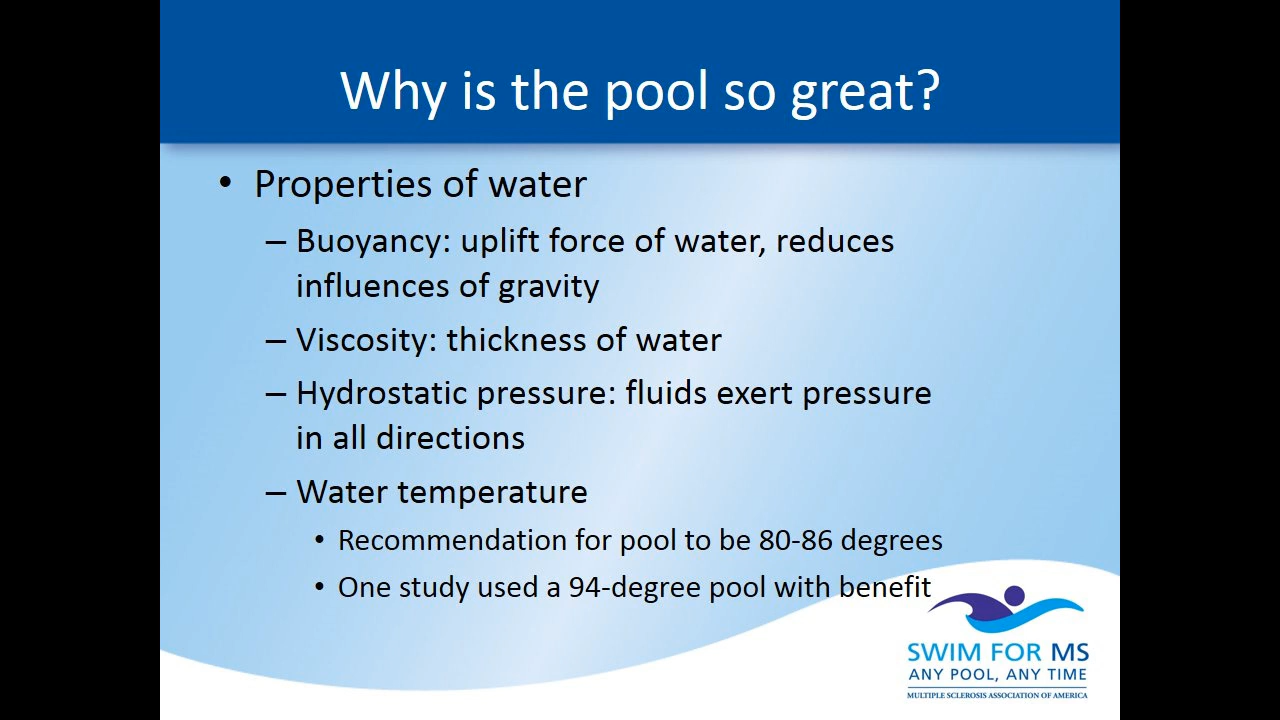 Why is the pool so great?
• Properties of water
– Buoyancy: uplift force of water, reduces
influences of gravity
– Viscosity: thickness of water
– Hydrostatic pressure: fluids exert pressure
in all directions
– Water temperature
• Recommendation for pool to be 80-86 degrees
• One study used a 94-degree pool with benefit
SWIM FOR MS
ANY POOL, ANY TIME
MULTIPLE SCLEROSIS ASSOCIATION OF AMERICA